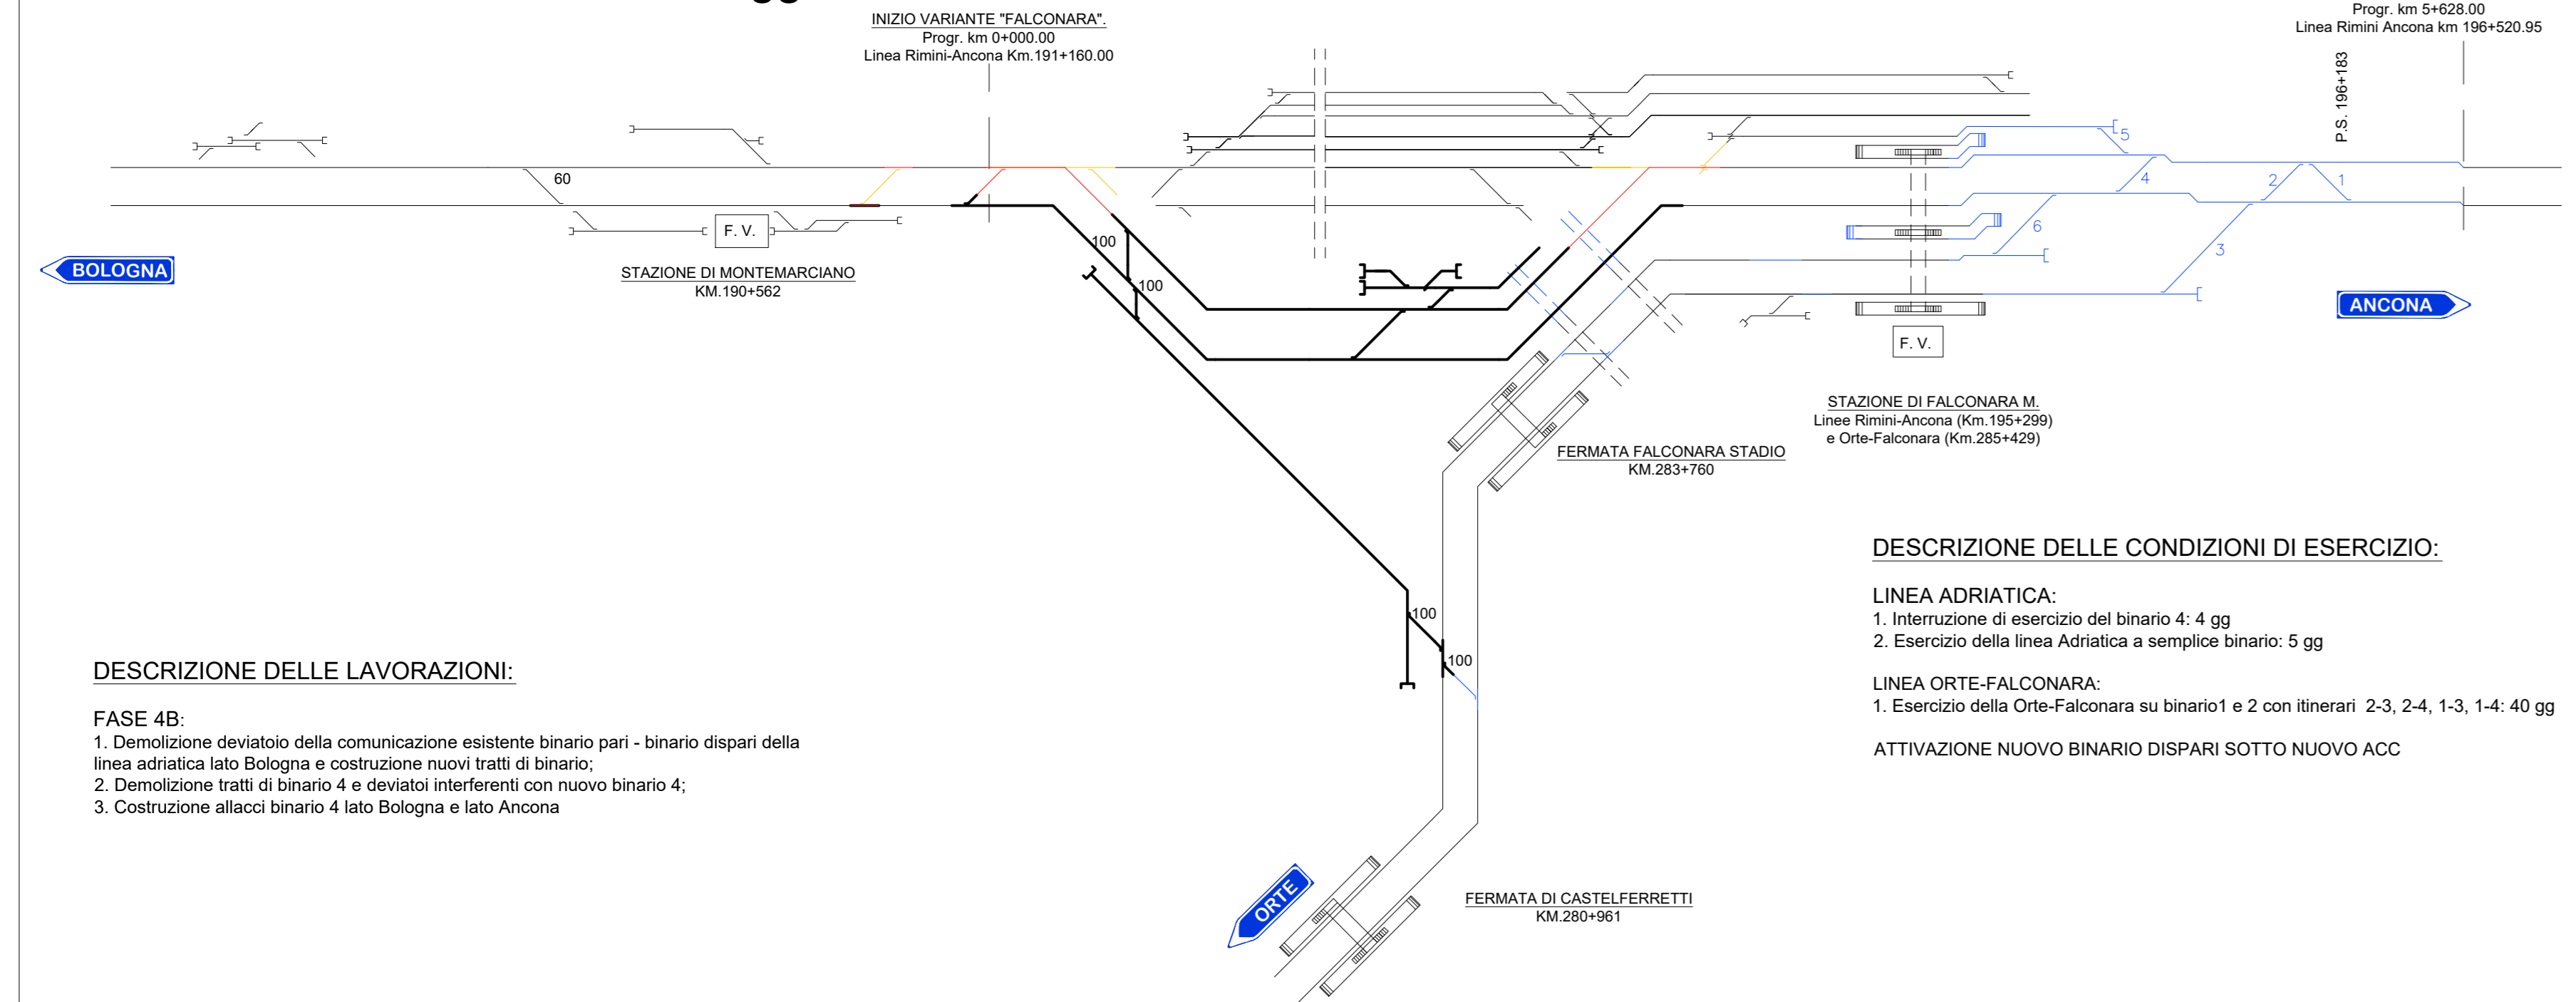 INIZIO VARIANTE "FALCONARA".
Progr. km 0+000.00
Linea Rimini-Ancona Km.191+160.00
Progr. km 5+628.00
Linea Rimini Ancona km 196+520.95
P.S. 196+183
5
60
4
2
1
6
3
F. V.
100
100
BOLOGNA
STAZIONE DI MONTEMARCIANO
KM.190+562
ANCONA
F. V.
STAZIONE DI FALCONARA M.
Linee Rimini-Ancona (Km.195+299)
e Orte-Falconara (Km.285+429)
FERMATA FALCONARA STADIO
KM.283+760
100
100
DESCRIZIONE DELLE CONDIZIONI DI ESERCIZIO:
LINEA ADRIATICA:
1. Interruzione di esercizio del binario 4: 4 gg
2. Esercizio della linea Adriatica a semplice binario: 5 gg
LINEA ORTE-FALCONARA:
1. Esercizio della Orte-Falconara su binario1 e 2 con itinerari 2-3, 2-4, 1-3, 1-4: 40 gg
ATTIVAZIONE NUOVO BINARIO DISPARI SOTTO NUOVO ACC
DESCRIZIONE DELLE LAVORAZIONI:
FASE 4B:
1. Demolizione deviatoio della comunicazione esistente binario pari - binario dispari della
linea adriatica lato Bologna e costruzione nuovi tratti di binario;
2. Demolizione tratti di binario 4 e deviatoi interferenti con nuovo binario 4;
3. Costruzione allacci binario 4 lato Bologna e lato Ancona
ORTE
FERMATA DI CASTELFERRETTI
KM.280+961